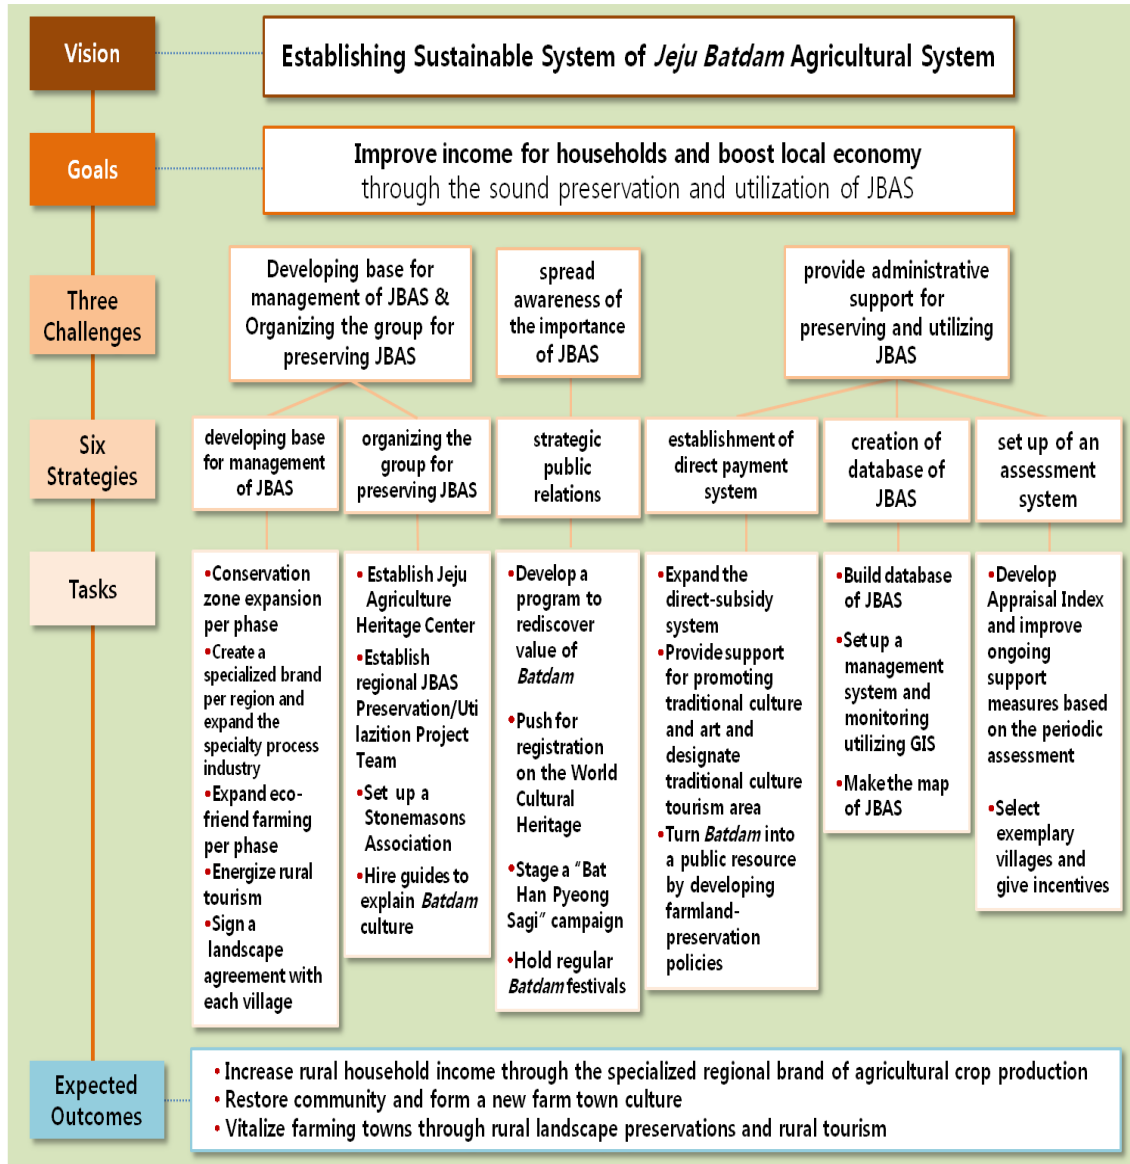 Vision
Establishing Sustainable System of Jeju Batdam Agricultural System
Goals
Improve income for households and boost local economy
through the sound preservation and utilization of JBAS
Three
Challenges
Developing base for
management of JBAS &
Organizing the group for
preserving JBAS
spread
awareness of
the importance
of JBAS
provide administrative
support for
preserving and utilizing
JBAS
Six
Strategies
developing base
for management
of JBAS
organizing the
group for
preserving JBAS
strategic
public
relations
establishment of
direct payment
system
creation of
database of
JBAS
set up of an
assessment
system
Tasks
•Conservation
zone expansion
per phase
•Create a
specialized brand
per region and
expand the
specialty process
industry
•Expand eco-
friend farming
per phase
•Energize rural
tourism
•Sign a
landscape
agreement with
each village
• Establish Jeju
Agriculture
Heritage Center
•Establish
regional JBAS
Preservation/Uti
lazition Project
Team
•Set up a
Stonemasons
Association
•Hire guides to
explain Batdam
culture
•Develop a
program to
rediscover
value of
Batdam
•Push for
registration
on the World
Cultural
Heritage
•Stage a "Bat
Han Pyeong
Sagi" campaign
•Hold regular
Batdam festivals
•Expand the
direct-subsidy
system
•Provide support
for promoting
traditional culture
and art and
designate
traditional culture
tourism area
•Turn Batdam into
a public resource
by developing
farmland-
preservation
policies
•Build database
of JBAS
•Set up a
management
system and
monitoring
utilizing GIS
•Make the map
of JBAS
•Develop
Appraisal Index
and improve
ongoing
support
measures based
on the periodic
assessment
•Select
exemplary
villages and
give incentives
Expected
Outcomes
• Increase rural household income through the specialized regional brand of agricultural crop production
• Restore community and form a new farm town culture
• Vitalize farming towns through rural landscape preservations and rural tourism